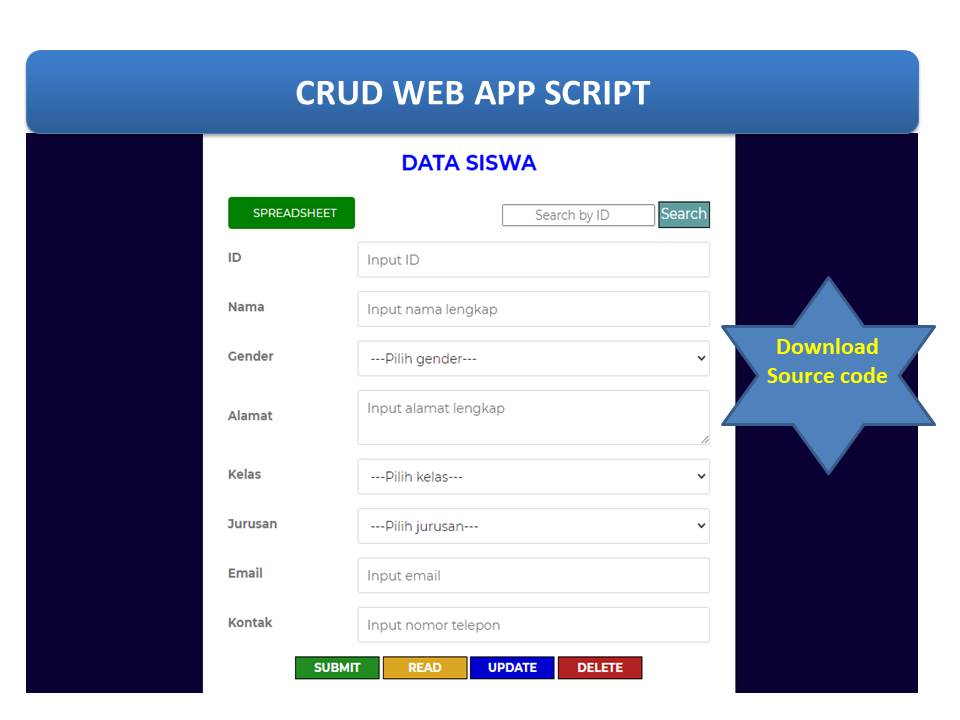 CRUD WEB APP SCRIPT
DATA SISWA
SPREADSHEET
Search by ID
Search
ID
Input ID
Nama
Input nama lengkap
Gender
---Pilih gender---
Download
Source code
Alamat
Input alamat lengkap
Kelas
---Pilih kelas---
Jurusan
---Pilih jurusan---
Email
Input email
Kontak
Input nomor telepon
SUBMIT
READ
UPDATE
DELETE